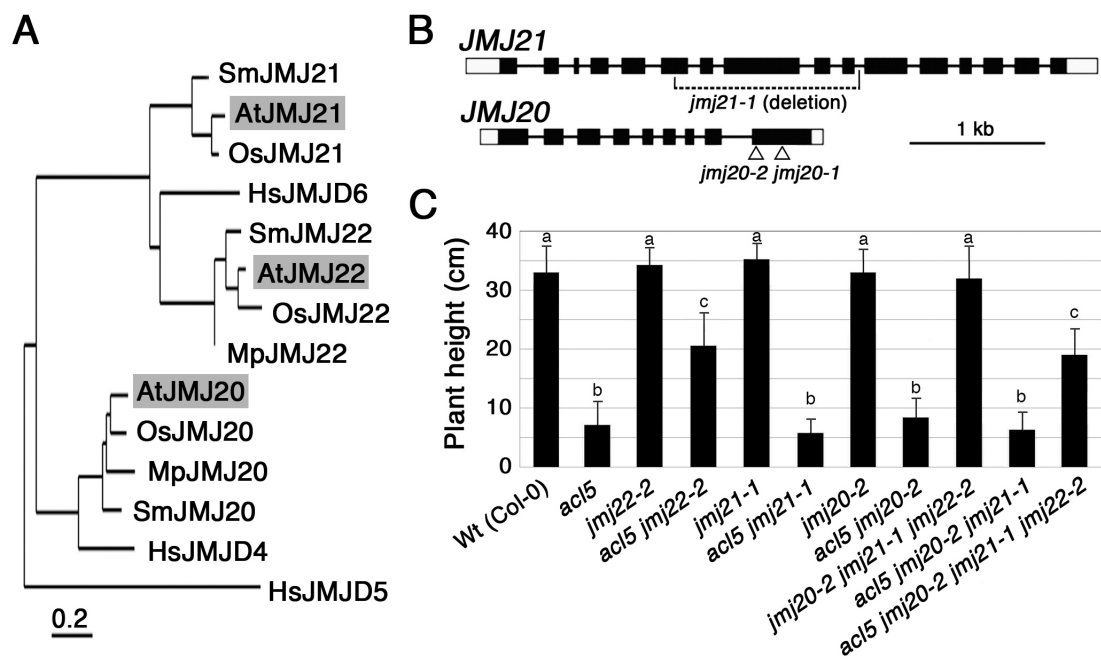 A
SmJMJ21
AtJMJ21
OsJMJ21
HsJMJD6
SmJMJ22
AtJMJ22
OsJMJ22
MpJMJ22
AtJMJ20
OsJMJ20
MpJMJ20
SmJMJ20
HsJMJD4
HsJMJD5
0.2
B
JMJ21
jmj21-1 (deletion)
JMJ20
jmj20-2 jmj20-1
1 kb
C
Plant height (cm)
40
30
20
10
0
a
b
a
c
a
b
a
b
a
b
c
Wt (Col-0)
acl5
jmj22-2
acl5 jmj22-2
jmj21-1
acl5 jmj21-1
jmj20-2
acl5 jmj20-2
jmj20-2 jmj21-1 jmj22-2
acl5 jmj20-2 jmj21-1
acl5 jmj20-2 jmj21-1 jmj22-2